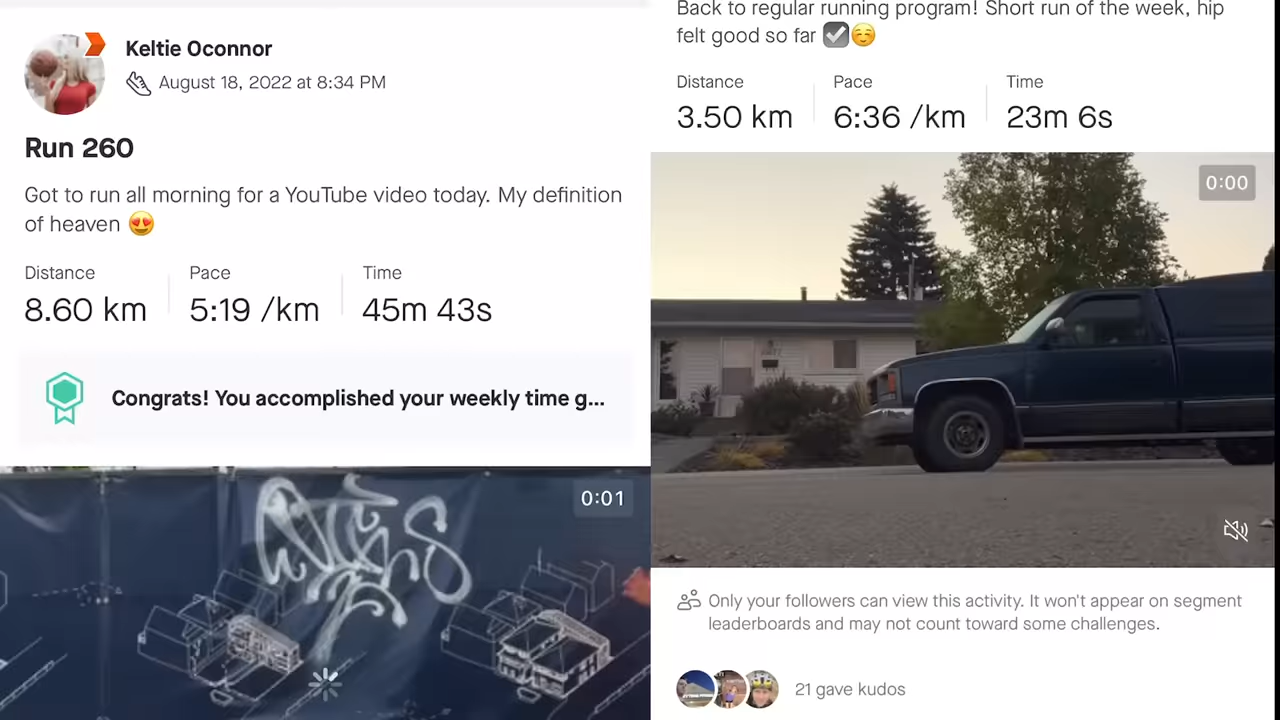 Keltie Oconnor
August 18, 2022 at 8:34 PM
Run 260
Got to run all morning for a YouTube video today. My definition
of heaven 😍
Distance
Pace
Time
8.60 km
5:19 /km
45m 43s
Congrats! You accomplished your weekly time g...
0:01
Back to regular running program! Short run of the week, hip
felt good so far ☑️☺️
Distance
Pace
Time
3.50 km
6:36 /km
23m 6s
0:00
Only your followers can view this activity. It won't appear on segment
leaderboards and may not count toward some challenges.
21 gave kudos